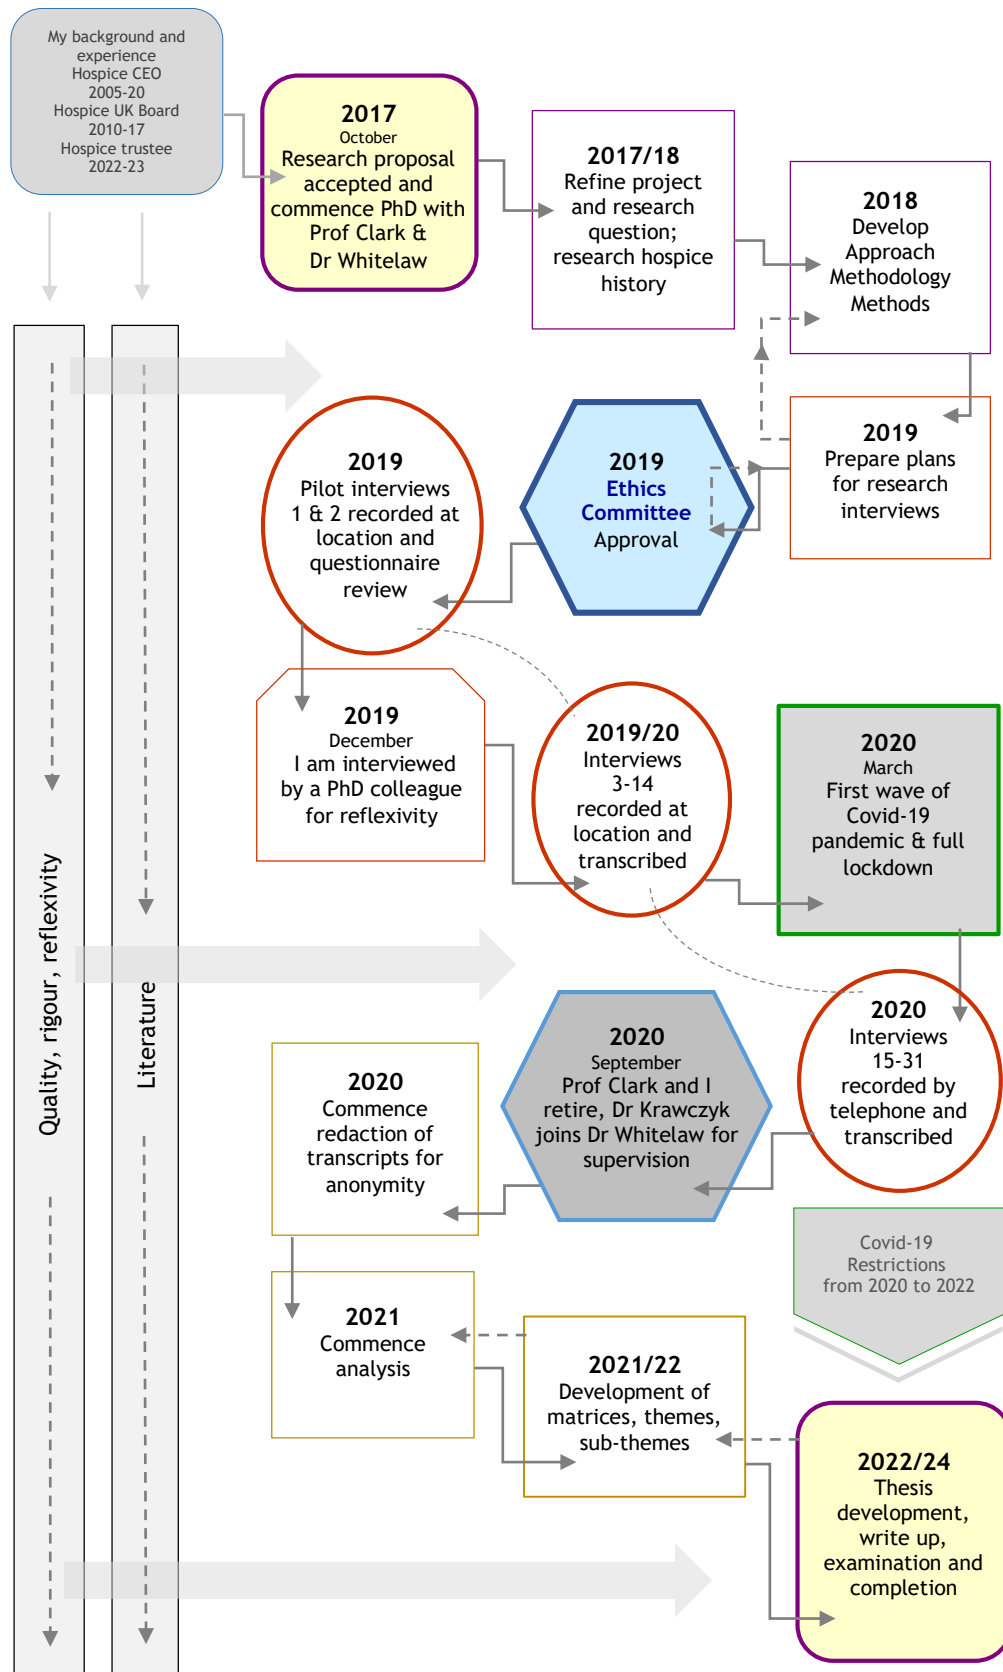 My background and
experience
Hospice CEO
2005-20
Hospice UK Board
2010-17
Hospice trustee
2022-23
2017
October
Research proposal
accepted and
commence PhD with
Prof Clark &
Dr Whitelaw
2017/18
Refine project
and research
question;
research hospice
history
2018
Develop
Approach
Methodology
Methods
2019
Prepare plans
for research
interviews
2019
Ethics
Committee
Approval
2019
Pilot interviews
1 & 2 recorded at
location and
questionnaire
review
2019
December
I am interviewed
by a PhD colleague
for reflexivity
2019/20
Interviews
3-14
recorded at
location and
transcribed
2020
March
First wave of
Covid-19
pandemic & full
lockdown
Quality, rigour, reflexivity
Literature
2020
Interviews
15-31
recorded by
telephone and
transcribed
2020
September
Prof Clark and I
retire, Dr Krawczyk
joins Dr Whitelaw for
supervision
2020
Commence
redaction of
transcripts for
anonymity
Covid-19
Restrictions
from 2020 to 2022
2021
Commence
analysis
2021/22
Development of
matrices, themes,
sub-themes
2022/24
Thesis
development,
write up,
examination and
completion